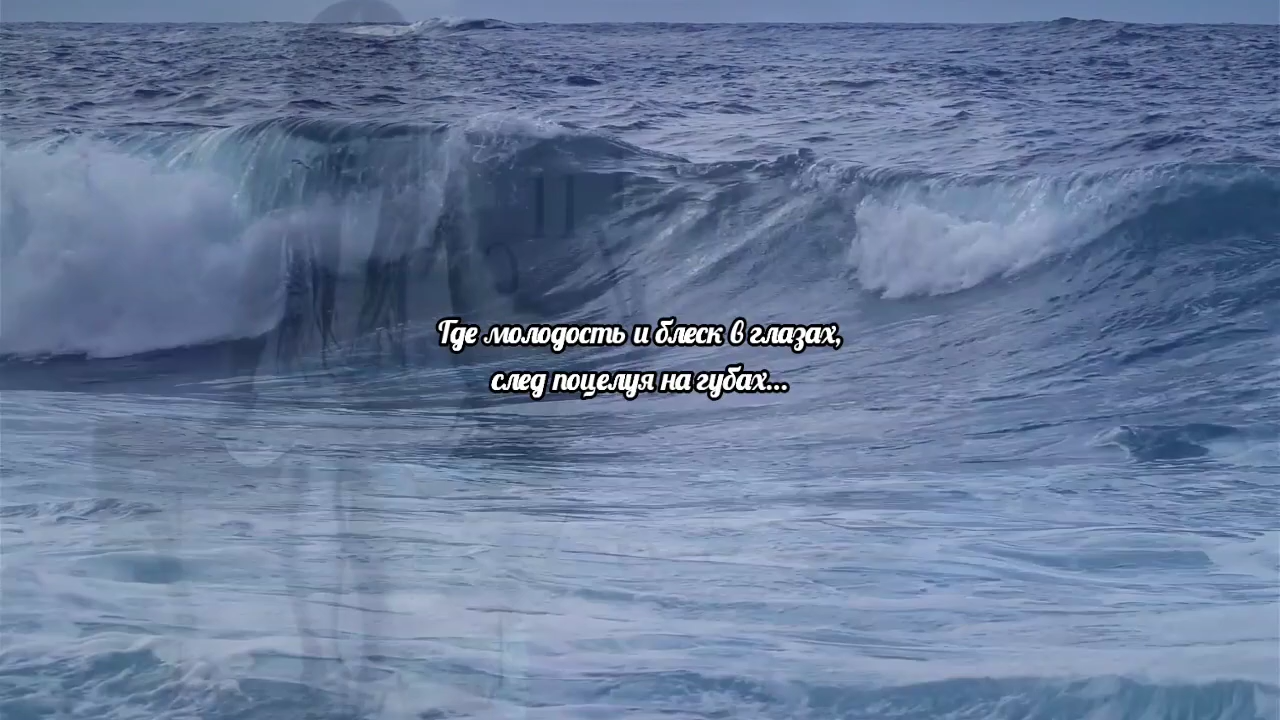 Где молодость и блеск в глазах,
след поцелуя на губах...